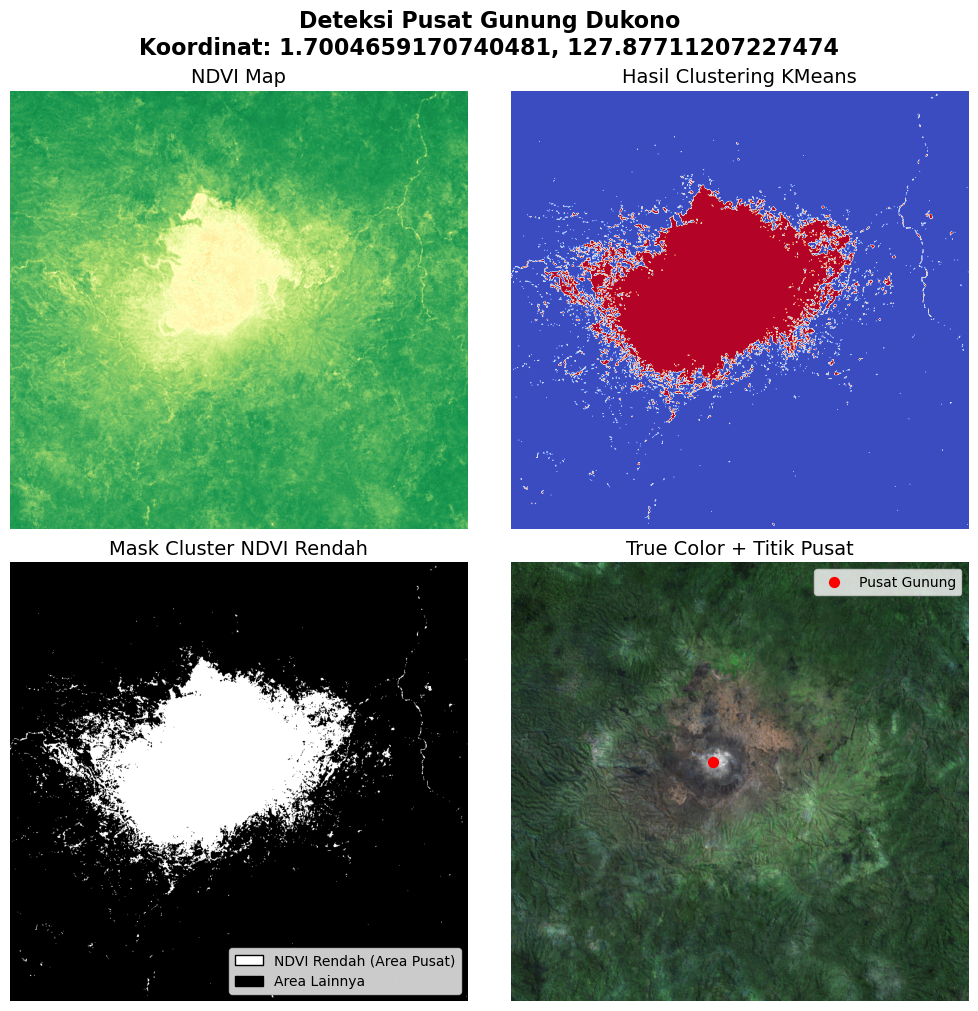 Deteksi Pusat Gunung Dukono
Koordinat: 1.7004659170740481, 127.87711207227474
NDVI Map
Hasil Clustering KMeans
Mask Cluster NDVI Rendah
True Color + Titik Pusat
Pusat Gunung
NDVI Rendah (Area Pusat)
Area Lainnya